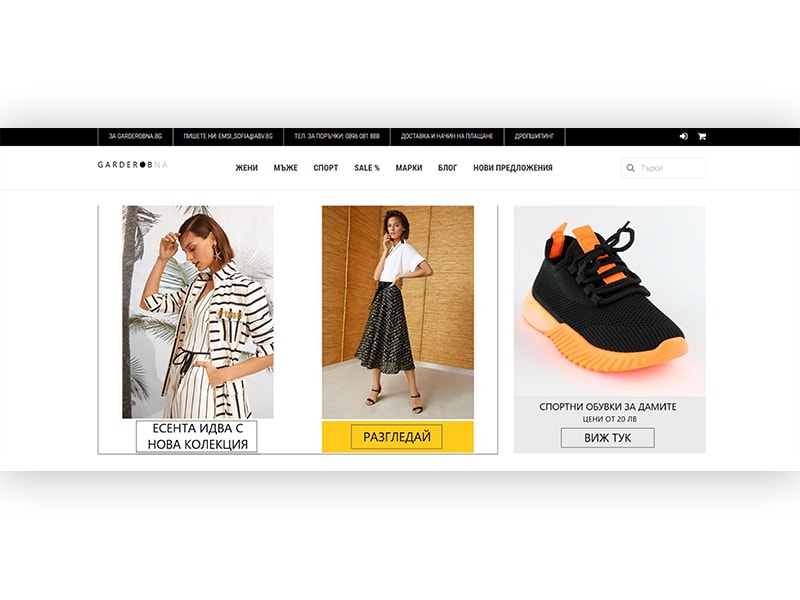 ЗА GARDEROBNA.BG
ПИШЕТЕ НИ: EMSI_SOFIA@ABV.BG
ТЕЛ. ЗА ПОРЪЧКИ: 0896 081 888
ДОСТАВКА И НАЧИН НА ПЛАЩАНЕ
ДРОПШИПИНГ
GARDEROBNA
ЖЕНИ
МЪЖЕ
СПОРТ
SALE %
МАРКИ
БЛОГ
НОВИ ПРЕДЛОЖЕНИЯ
Търси
ЕСЕНТА ИДВА С
НОВА КОЛЕКЦИЯ
РАЗГЛЕДАЙ
СПОРТНИ ОБУВКИ ЗА ДАМИТЕ
ЦЕНИ ОТ 20 ЛВ
ВИЖ ТУК